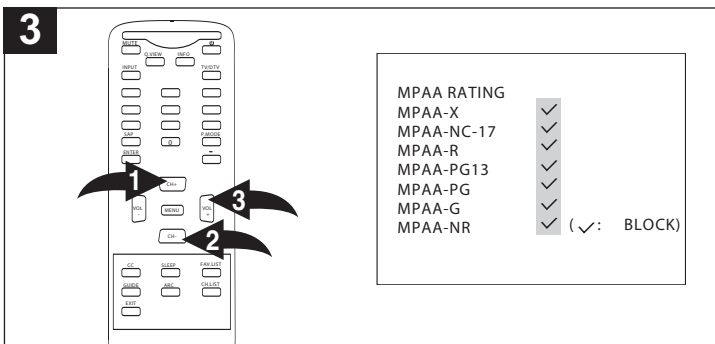 3
MUTE
Q.VIEW INFO
INPUT TV/DTV
SAP 0 P.MODE
ENTER -
1 CH+
VOL - MENU VOL + 3
CH- 2
CC SLEEP FAV.LIST
GUIDE ABC CH.LIST
EXIT
MPAA RATING
MPAA-X ✓
MPAA-NC-17 ✓
MPAA-R ✓
MPAA-PG13 ✓
MPAA-PG ✓
MPAA-G ✓
MPAA-NR ✓ (✓: BLOCK)